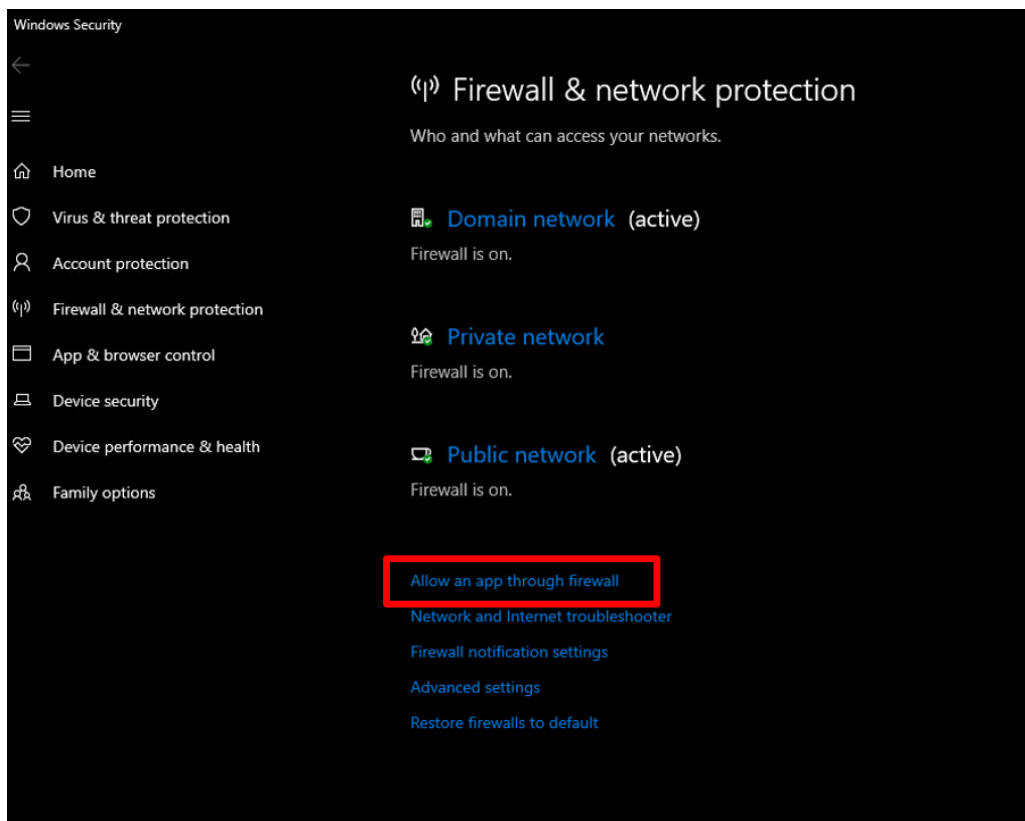 Windows Security
Home
Virus & threat protection
Account protection
Firewall & network protection
App & browser control
Device security
Device performance & health
Family options
Firewall & network protection
Who and what can access your networks.
Domain network (active)
Firewall is on.
Private network
Firewall is on.
Public network (active)
Firewall is on.
Allow an app through firewall
Network and Internet troubleshooter
Firewall notification settings
Advanced settings
Restore firewalls to default